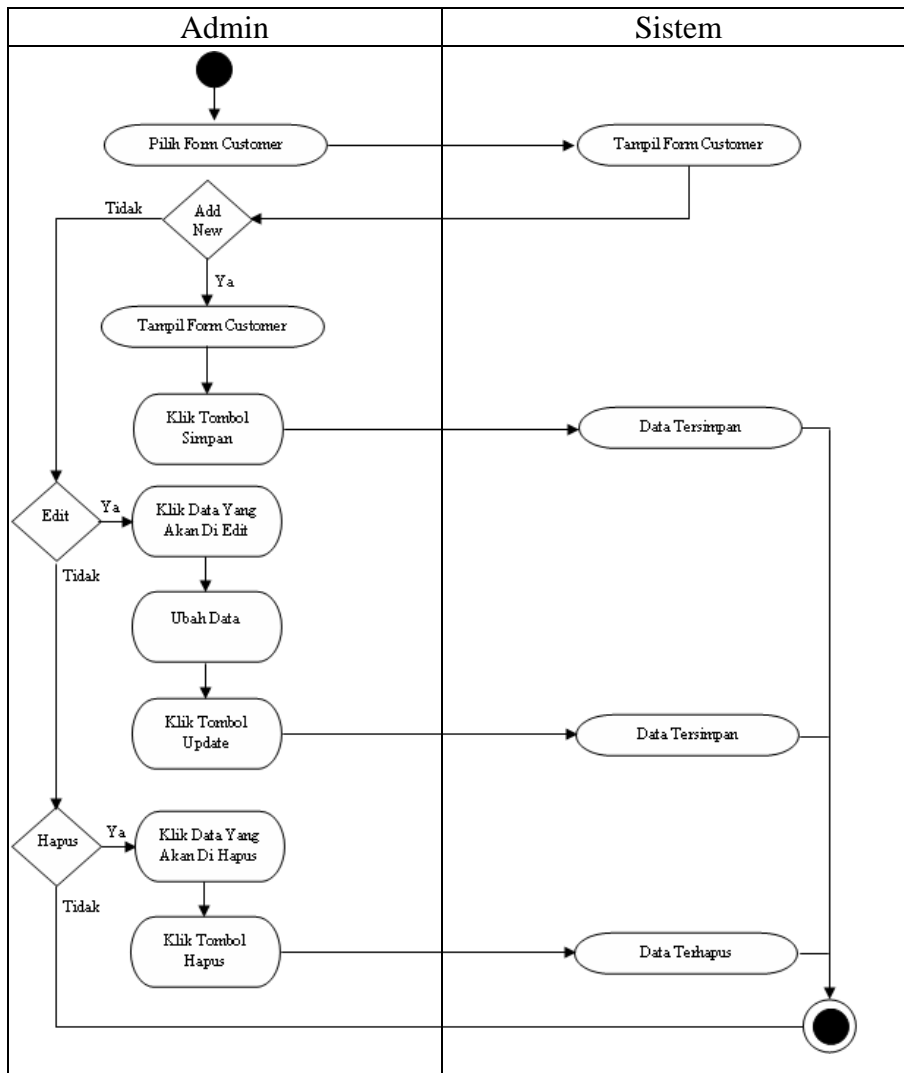 Admin
Sistem
Pilih Form Customer
Tampil Form Customer
Tidak
Add
New
Ya
Tampil Form Customer
Klik Tombol
Simpan
Data Tersimpan
Edit
Ya
Klik Data Yang
Akan Di Edit
Tidak
Ubah Data
Klik Tombol
Update
Data Tersimpan
Hapus
Ya
Klik Data Yang
Akan Di Hapus
Tidak
Klik Tombol
Hapus
Data Terhapus